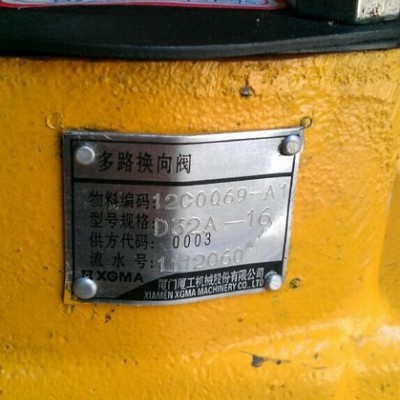 多路换向阀
物料编码:12C0069-A1
型号规格:D32A-16
供方代码:0003
流水号:1112060
XGMA 厦门厦工机械股份有限公司
XIAMEN XGMA MACHINERY CO.,LTD